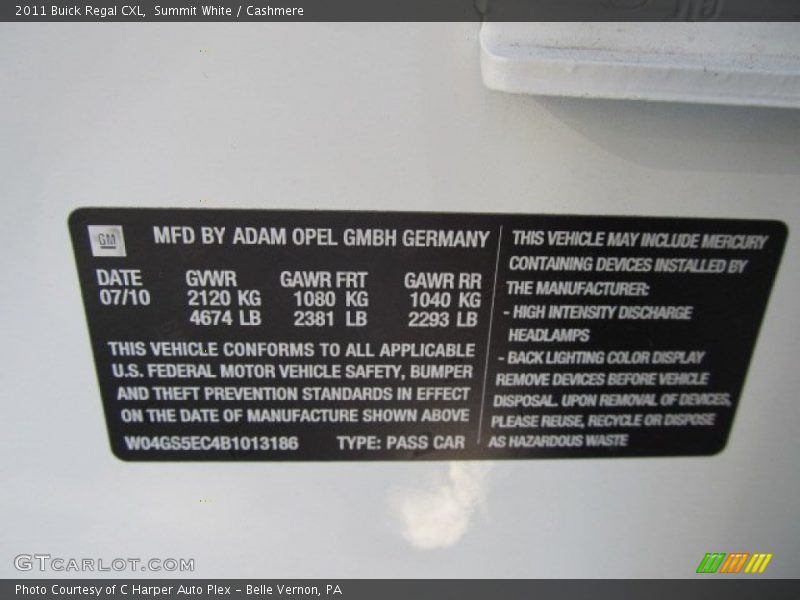 2011 Buick Regal CXL, Summit White / Cashmere
GM
MFD BY ADAM OPEL GMBH GERMANY
DATE GVWR GAWR FRT GAWR RR
07/10 2120 KG 1080 KG 1040 KG
4674 LB 2381 LB 2293 LB
THIS VEHICLE CONFORMS TO ALL APPLICABLE
U.S. FEDERAL MOTOR VEHICLE SAFETY, BUMPER
AND THEFT PREVENTION STANDARDS IN EFFECT
ON THE DATE OF MANUFACTURE SHOWN ABOVE
W04GS5EC4B1013186 TYPE: PASS CAR
THIS VEHICLE MAY INCLUDE MERCURY
CONTAINING DEVICES INSTALLED BY
THE MANUFACTURER:
- HIGH INTENSITY DISCHARGE
HEADLAMPS
- BACK LIGHTING COLOR DISPLAY
REMOVE DEVICES BEFORE VEHICLE
DISPOSAL. UPON REMOVAL OF DEVICES,
PLEASE REUSE, RECYCLE OR DISPOSE
AS HAZARDOUS WASTE
GTCARLOT.COM
Photo Courtesy of C Harper Auto Plex - Belle Vernon, PA